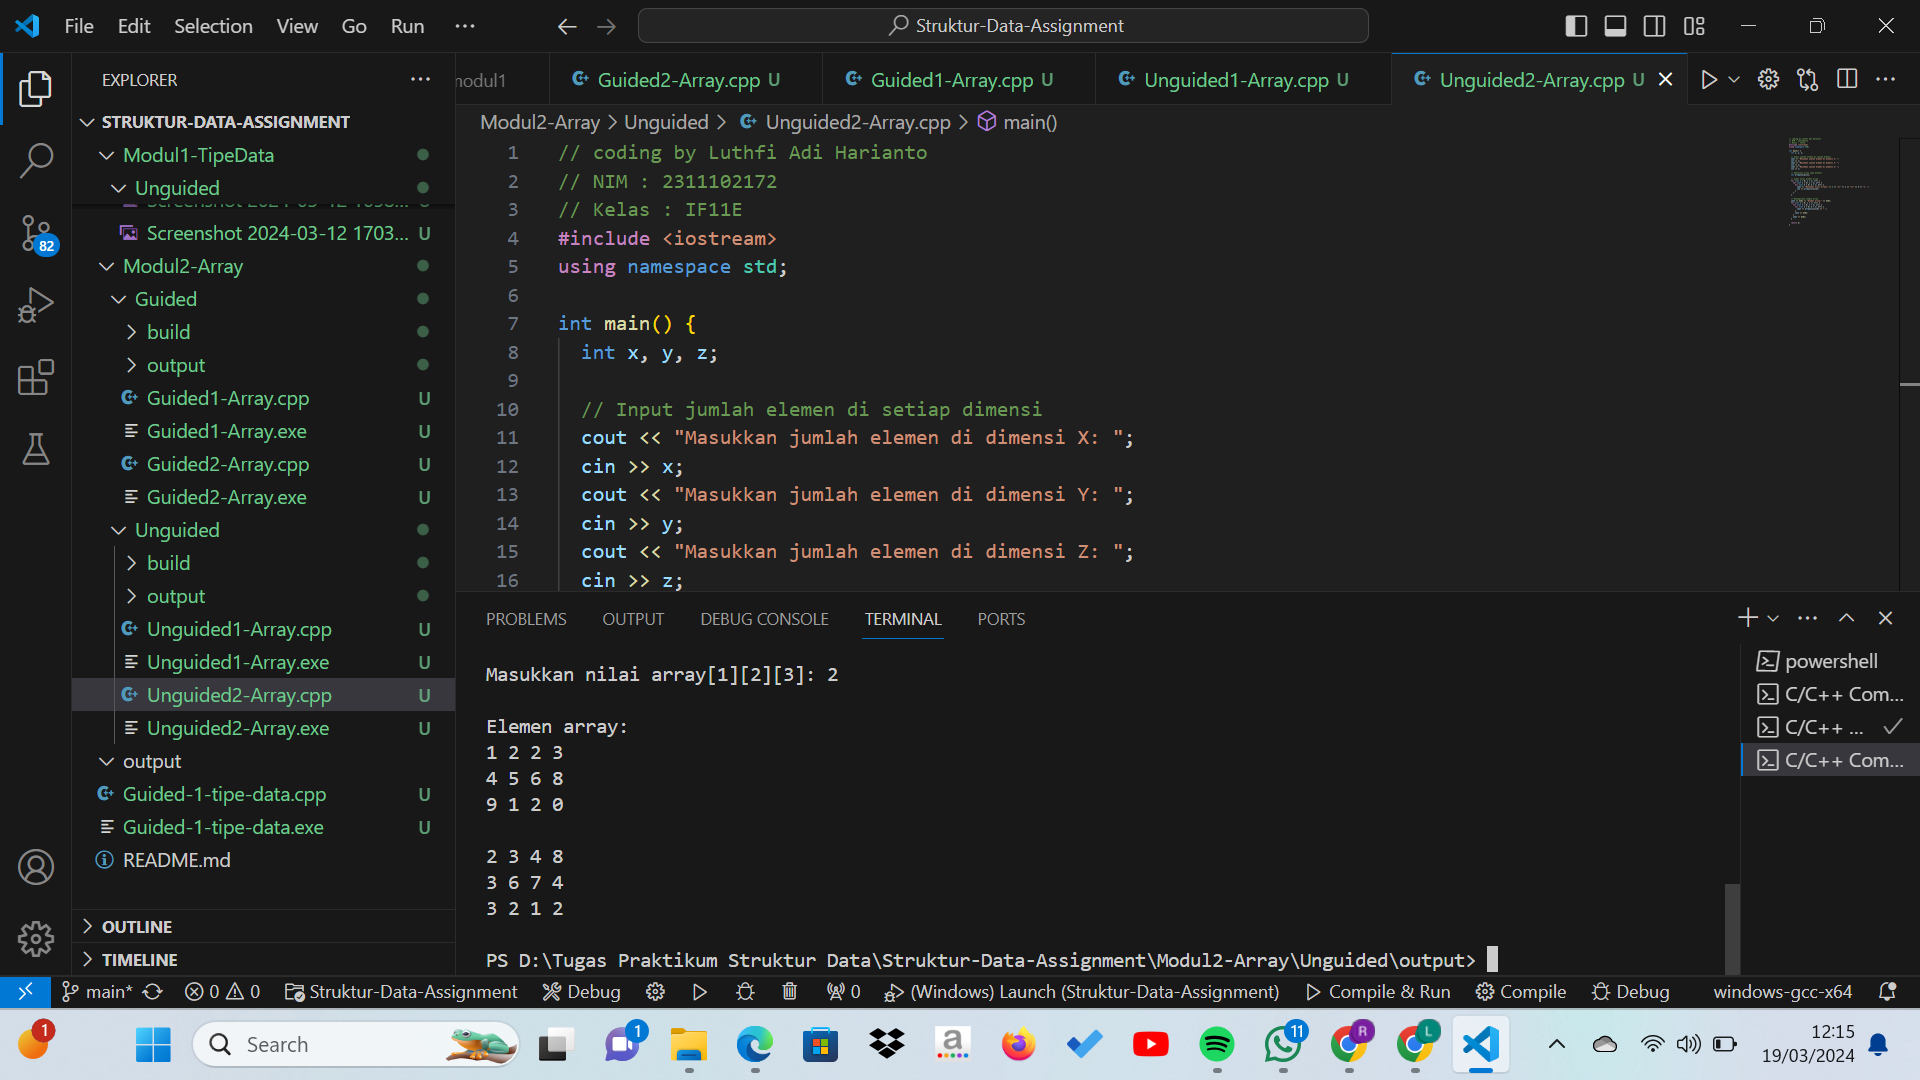 File Edit Selection View Go Run ···
Struktur-Data-Assignment
EXPLORER
STRUKTUR-DATA-ASSIGNMENT
Modul1-TipeData
Unguided
Screenshot 2024-03-12 1703... U
Modul2-Array
Guided
build
output
Guided1-Array.cpp U
Guided1-Array.exe U
Guided2-Array.cpp U
Guided2-Array.exe U
Unguided
build
output
Unguided1-Array.cpp U
Unguided1-Array.exe U
Unguided2-Array.cpp U
Unguided2-Array.exe U
output
Guided-1-tipe-data.cpp U
Guided-1-tipe-data.exe U
README.md
OUTLINE
TIMELINE
82
modul1 Guided2-Array.cpp U Guided1-Array.cpp U Unguided1-Array.cpp U Unguided2-Array.cpp U
Modul2-Array > Unguided > Unguided2-Array.cpp > main()
1 // coding by Luthfi Adi Harianto
2 // NIM : 2311102172
3 // Kelas : IF11E
4 #include <iostream>
5 using namespace std;
6
7 int main() {
8 int x, y, z;
9
10 // Input jumlah elemen di setiap dimensi
11 cout << "Masukkan jumlah elemen di dimensi X: ";
12 cin >> x;
13 cout << "Masukkan jumlah elemen di dimensi Y: ";
14 cin >> y;
15 cout << "Masukkan jumlah elemen di dimensi Z: ";
16 cin >> z;
PROBLEMS OUTPUT DEBUG CONSOLE TERMINAL PORTS
Masukkan nilai array[1][2][3]: 2
Elemen array:
1 2 2 3
4 5 6 8
9 1 2 0
2 3 4 8
3 6 7 4
3 2 1 2
PS D:\Tugas Praktikum Struktur Data\Struktur-Data-Assignment\Modul2-Array\Unguided\output>
powershell
C/C++ Com...
C/C++ ...
C/C++ Com...
main* 0 0 Struktur-Data-Assignment Debug 0 (Windows) Launch (Struktur-Data-Assignment) Compile & Run Compile Debug windows-gcc-x64
1 Search 1 a 11 R L
12:15
19/03/2024